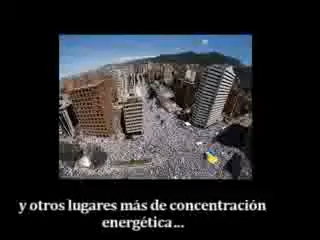 y otros lugares más de concentración
energética...